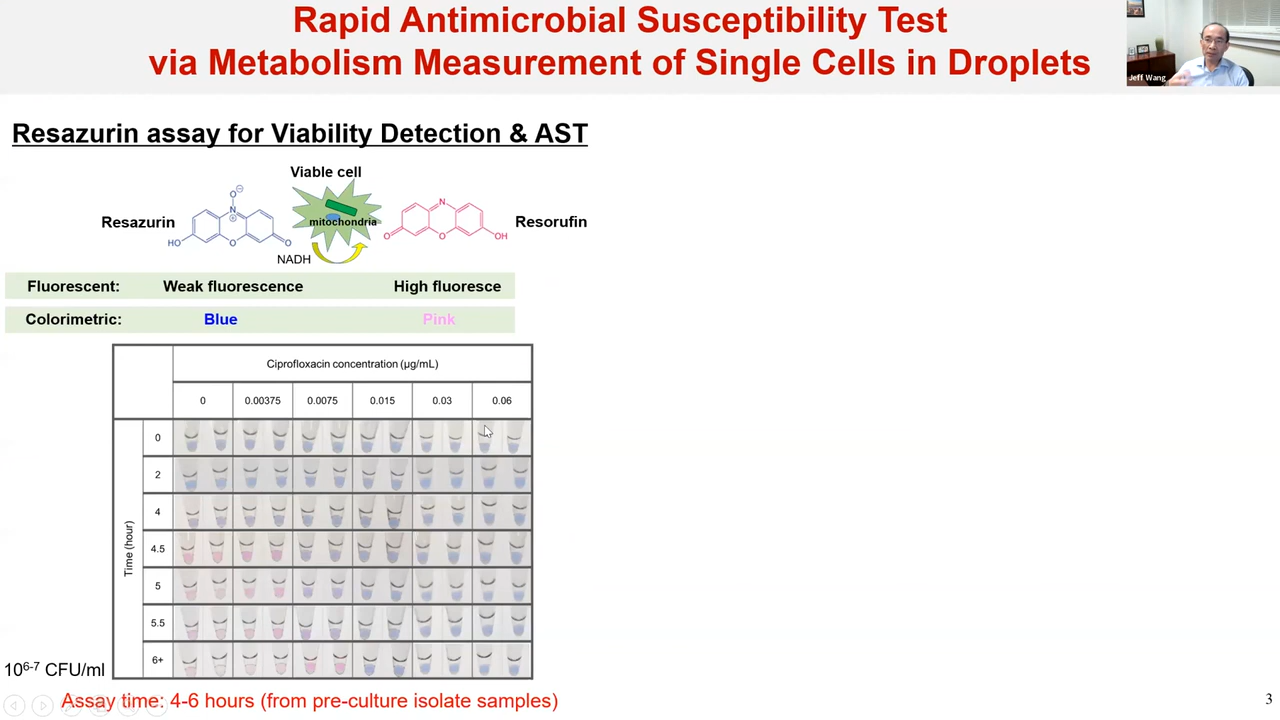 Rapid Antimicrobial Susceptibility Test
via Metabolism Measurement of Single Cells in Droplets
Jeff Wang
Resazurin assay for Viability Detection & AST
Viable cell
Resazurin
O⊖
N
⊕
HO
O
O
mitochondria
NADH
N
O
O
OH
Resorufin
Fluorescent: Weak fluorescence High fluoresce
Colorimetric: Blue Pink
Ciprofloxacin concentration (µg/mL)
0 0.00375 0.0075 0.015 0.03 0.06
Time (hour)
0
2
4
4.5
5
5.5
6+
10⁶⁻⁷ CFU/ml
Assay time: 4-6 hours (from pre-culture isolate samples)
3